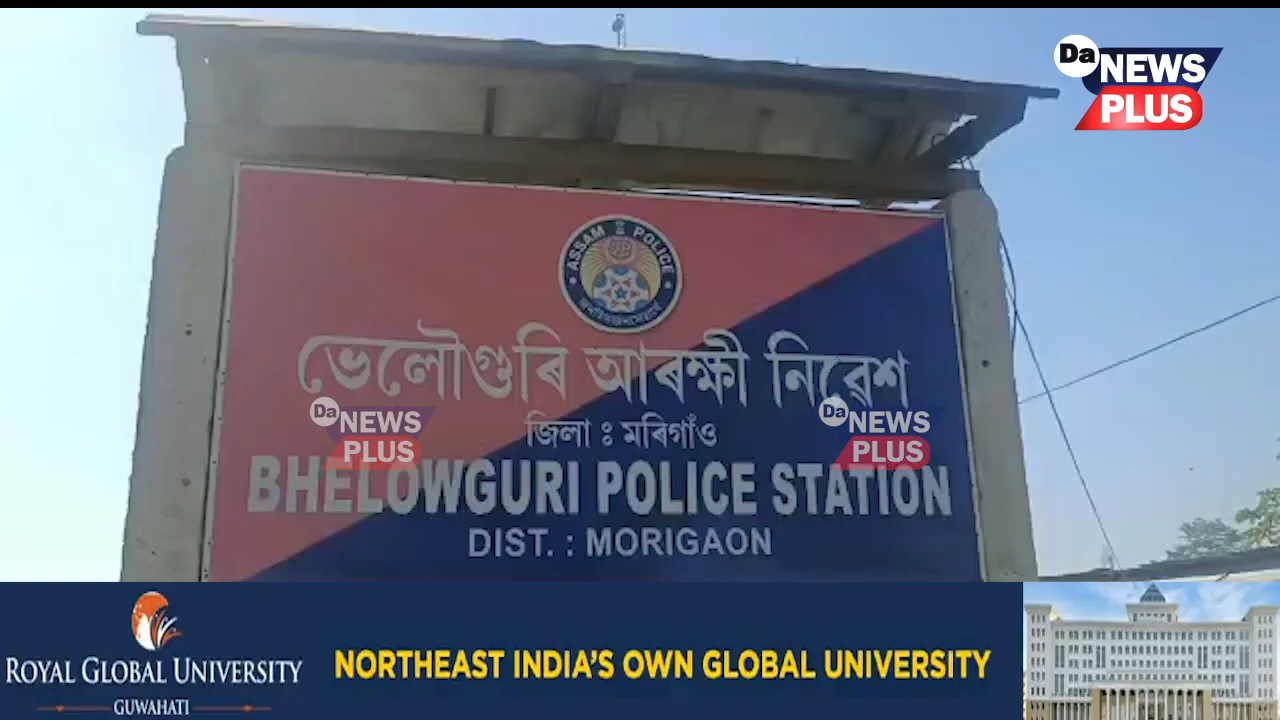 Da
NEWS
PLUS
ASSAM POLICE
ভেলৌগুৰি আৰক্ষী নিৱেশ
জিলা ঃ মৰিগাঁও
Da
NEWS
PLUS
Da
NEWS
PLUS
BHELOWGURI POLICE STATION
DIST. : MORIGAON
ROYAL GLOBAL UNIVERSITY
GUWAHATI
NORTHEAST INDIA’S OWN GLOBAL UNIVERSITY